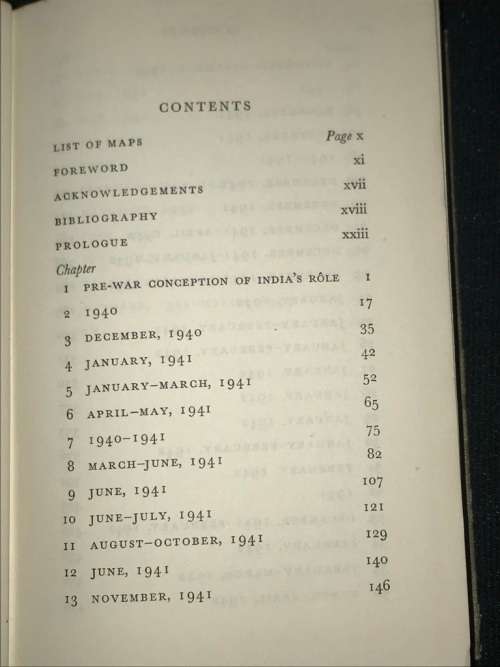 CONTENTS
LIST OF MAPS Page x
FOREWORD xi
ACKNOWLEDGEMENTS xvii
BIBLIOGRAPHY xviii
PROLOGUE xxiii
Chapter
1 PRE-WAR CONCEPTION OF INDIA'S RÔLE 1
2 1940 17
3 DECEMBER, 1940 35
4 JANUARY, 1941 42
5 JANUARY–MARCH, 1941 52
6 APRIL–MAY, 1941 65
7 1940–1941 75
8 MARCH–JUNE, 1941 82
9 JUNE, 1941 107
10 JUNE–JULY, 1941 121
11 AUGUST–OCTOBER, 1941 129
12 JUNE, 1941 140
13 NOVEMBER, 1941 146